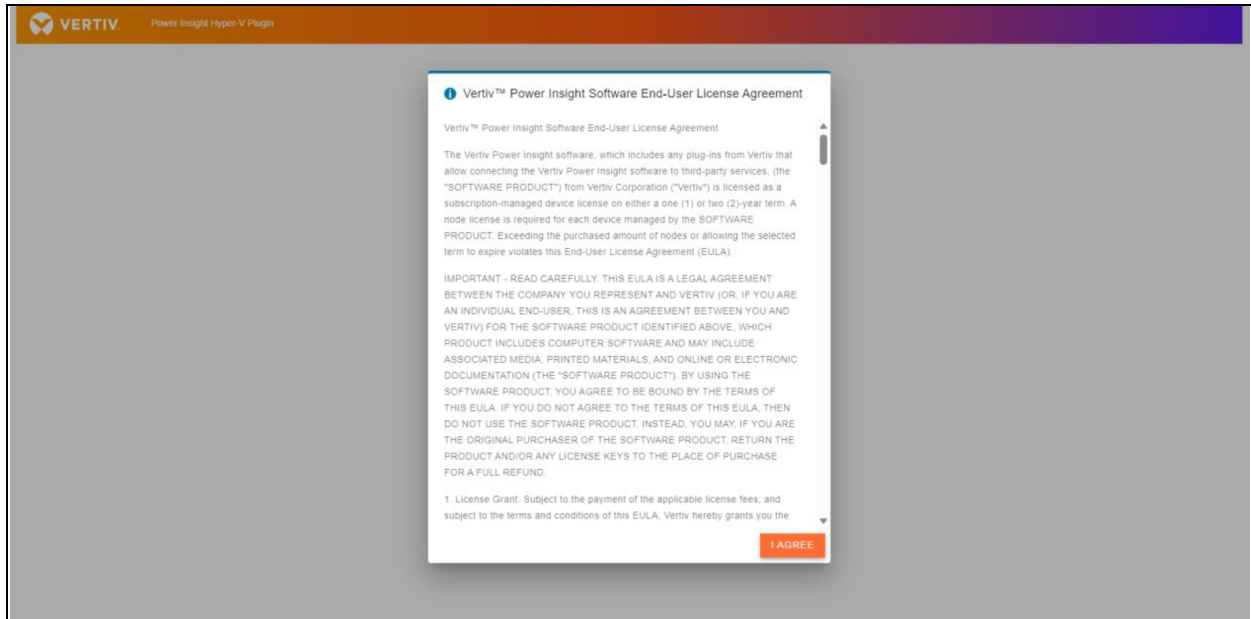 VERTIV.
Power Insight Hyper-V Plugin
Vertiv™ Power Insight Software End-User License Agreement
Vertiv™ Power Insight Software End-User License Agreement
The Vertiv Power Insight software, which includes any plug-ins from Vertiv that
allow connecting the Vertiv Power Insight software to third-party services, (the
"SOFTWARE PRODUCT") from Vertiv Corporation ("Vertiv") is licensed as a
subscription-managed device license on either a one (1) or two (2)-year term. A
node license is required for each device managed by the SOFTWARE
PRODUCT. Exceeding the purchased amount of nodes or allowing the selected
term to expire violates this End-User License Agreement (EULA).
IMPORTANT - READ CAREFULLY. THIS EULA IS A LEGAL AGREEMENT
BETWEEN THE COMPANY YOU REPRESENT AND VERTIV (OR, IF YOU ARE
AN INDIVIDUAL END-USER, THIS IS AN AGREEMENT BETWEEN YOU AND
VERTIV) FOR THE SOFTWARE PRODUCT IDENTIFIED ABOVE, WHICH
PRODUCT INCLUDES COMPUTER SOFTWARE AND MAY INCLUDE
ASSOCIATED MEDIA, PRINTED MATERIALS, AND ONLINE OR ELECTRONIC
DOCUMENTATION (THE "SOFTWARE PRODUCT"). BY USING THE
SOFTWARE PRODUCT, YOU AGREE TO BE BOUND BY THE TERMS OF
THIS EULA. IF YOU DO NOT AGREE TO THE TERMS OF THIS EULA, THEN
DO NOT USE THE SOFTWARE PRODUCT. INSTEAD, YOU MAY, IF YOU ARE
THE ORIGINAL PURCHASER OF THE SOFTWARE PRODUCT, RETURN THE
PRODUCT AND/OR ANY LICENSE KEYS TO THE PLACE OF PURCHASE
FOR A FULL REFUND.
1. License Grant. Subject to the payment of the applicable license fees, and
subject to the terms and conditions of this EULA, Vertiv hereby grants you the
I AGREE